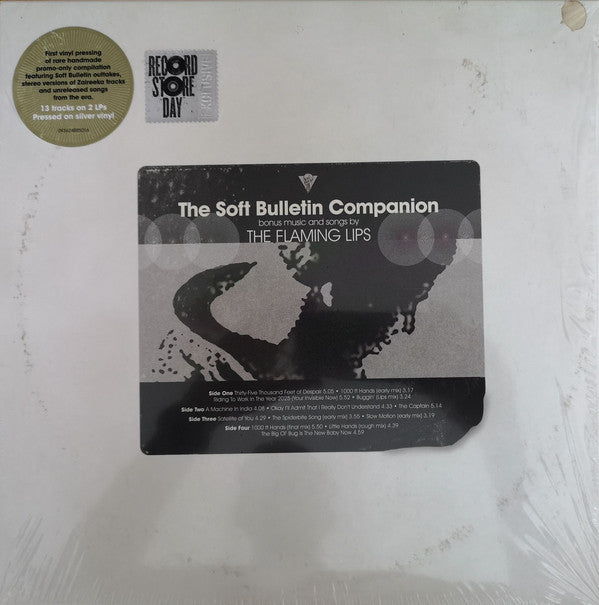 First vinyl pressing
of rare handmade
promo-only compilation
featuring Soft Bulletin outtakes,
stereo versions of Zaireeka tracks
and unreleased songs
from the era.
13 tracks on 2 LPs
Pressed on silver vinyl
RECORD
STORE
DAY
EXCLUSIVE
The Soft Bulletin Companion
bonus music and songs by
THE FLAMING LIPS
Side One Thirty-Five Thousand Feet of Despair 5.05 • 1000 ft Hands (early mix) 3.17
Riding To Work In The Year 2025 (Your Invisible Now) 5.52 • Buggin' (Lips mix) 3.24
Side Two A Machine In India 4.08 • Okay I'll Admit That I Really Don't Understand 4.33 • The Captain 5.14
Side Three Satellite of You 4.29 • The Spiderbite Song (early mix) 3.55 • Slow Motion (early mix) 3.19
Side Four 1000 ft Hands (final mix) 5.50 • Little Hands (rough mix) 4.39
The Big Ol' Bug Is The New Baby Now 4.59